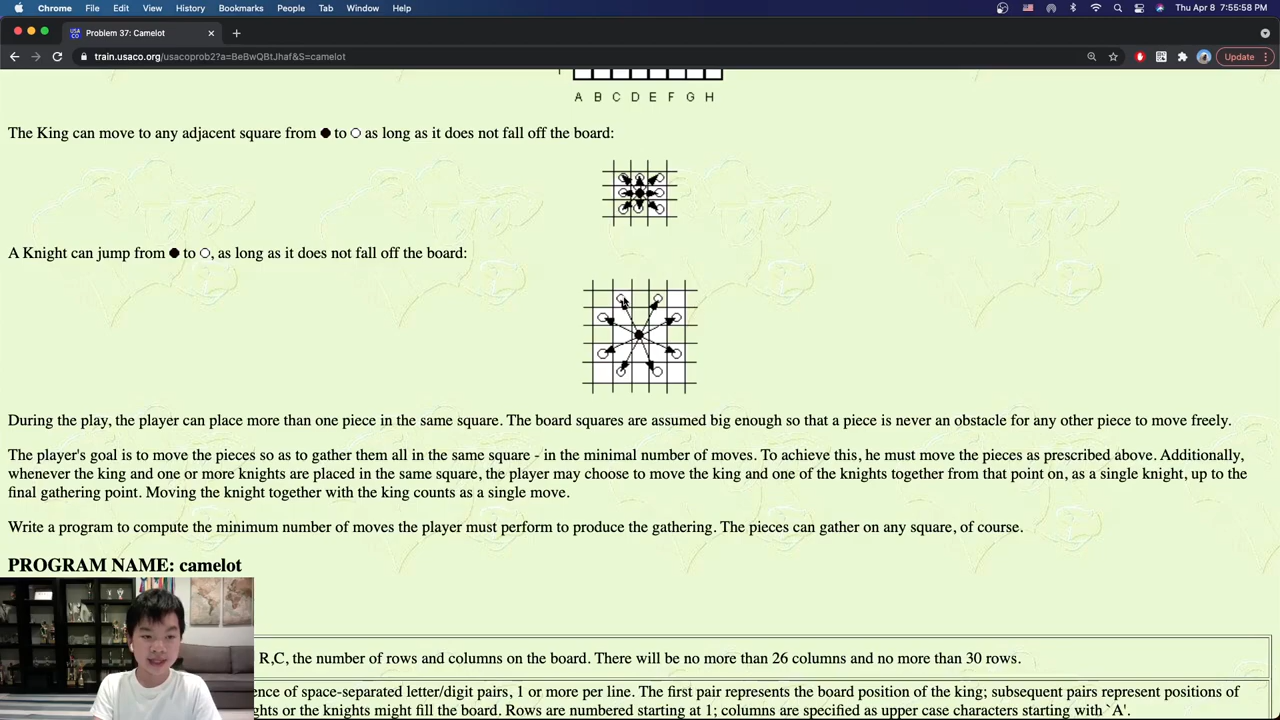 Chrome File Edit View History Bookmarks People Tab Window Help Thu Apr 8 7:55:58 PM
Problem 37: Camelot
train.usaco.org/usacoprob2?a=BeBwQBtJhaf&S=camelot Update
A B C D E F G H
The King can move to any adjacent square from to as long as it does not fall off the board:
A Knight can jump from to , as long as it does not fall off the board:
During the play, the player can place more than one piece in the same square. The board squares are assumed big enough so that a piece is never an obstacle for any other piece to move freely.
The player's goal is to move the pieces so as to gather them all in the same square - in the minimal number of moves. To achieve this, he must move the pieces as prescribed above. Additionally,
whenever the king and one or more knights are placed in the same square, the player may choose to move the king and one of the knights together from that point on, as a single knight, up to the
final gathering point. Moving the knight together with the king counts as a single move.
Write a program to compute the minimum number of moves the player must perform to produce the gathering. The pieces can gather on any square, of course.
PROGRAM NAME: camelot
R,C, the number of rows and columns on the board. There will be no more than 26 columns and no more than 30 rows.
ence of space-separated letter/digit pairs, 1 or more per line. The first pair represents the board position of the king; subsequent pairs represent positions of
ghts or the knights might fill the board. Rows are numbered starting at 1; columns are specified as upper case characters starting with `A'.